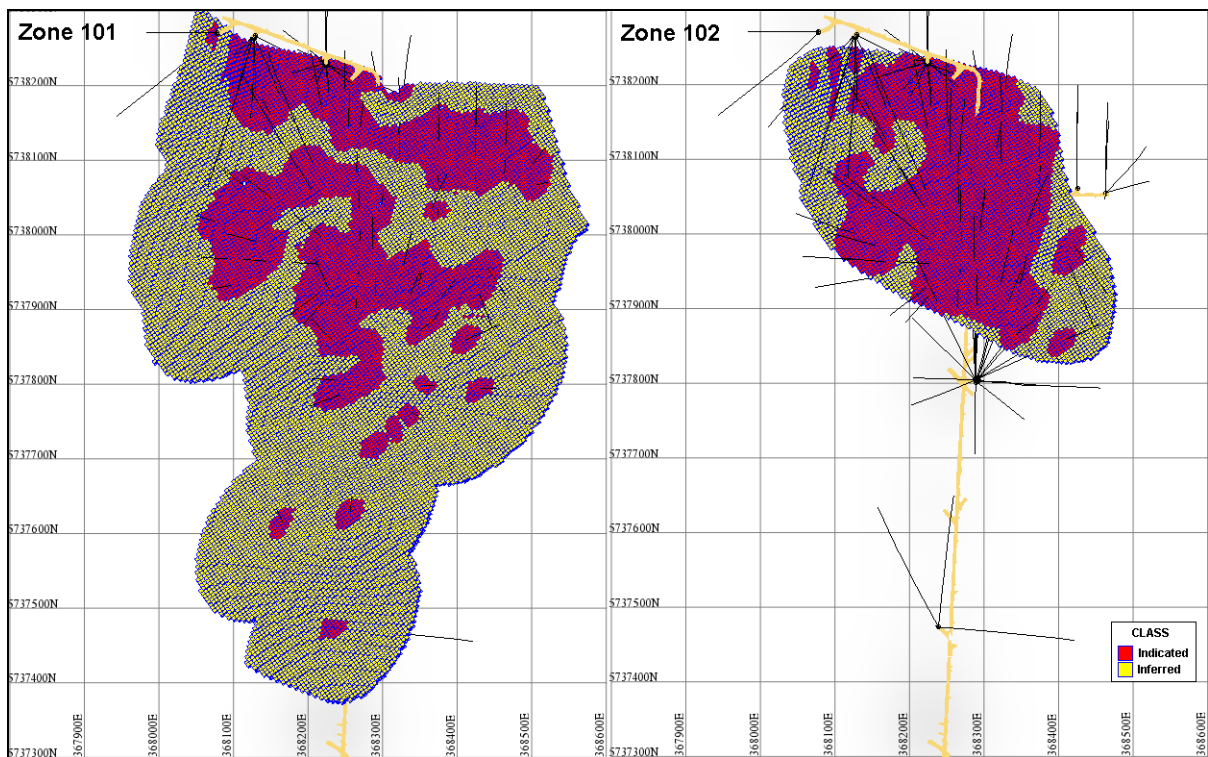 Zone 101
5738200N
5738100N
5738000N
5737900N
5737800N
5737700N
5737600N
5737500N
5737400N
5737300N
367900E
368000E
368100E
368200E
368300E
368400E
368500E
368600E
Zone 102
5738200N
5738100N
5738000N
5737900N
5737800N
5737700N
5737600N
5737500N
5737400N
5737300N
367900E
368000E
368100E
368200E
368300E
368400E
368500E
368600E
CLASS
Indicated
Inferred